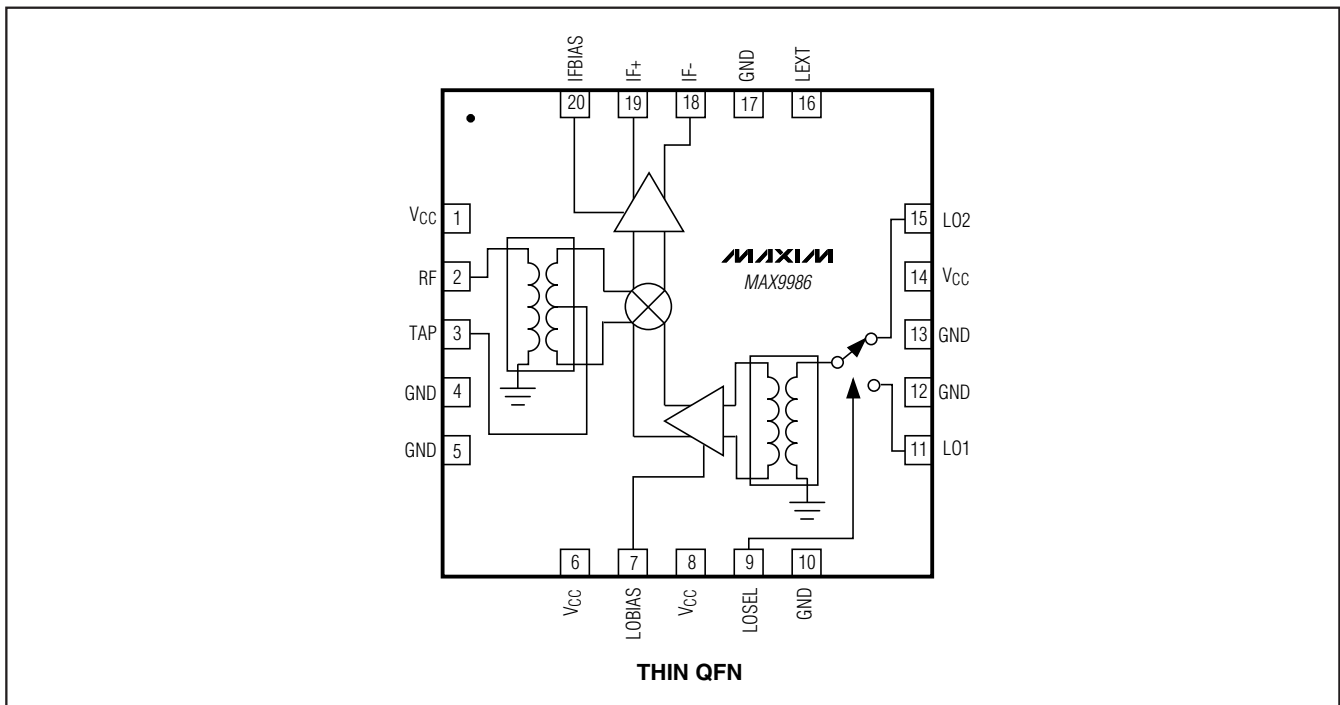 IFBIAS
IF+
IF-
GND
LEXT
20
19
18
17
16
VCC 1
RF 2
TAP 3
GND 4
GND 5
MAXIM
MAX9986
15 LO2
14 VCC
13 GND
12 GND
11 LO1
6
7
8
9
10
VCC
LOBIAS
VCC
LOSEL
GND
THIN QFN